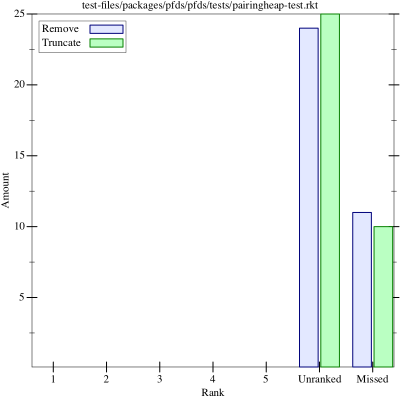 test-files/packages/pfds/pfds/tests/pairingheap-test.rkt
25
Remove
Truncate
20
15
Amount
10
5
1 2 3 4 5 Unranked Missed
Rank